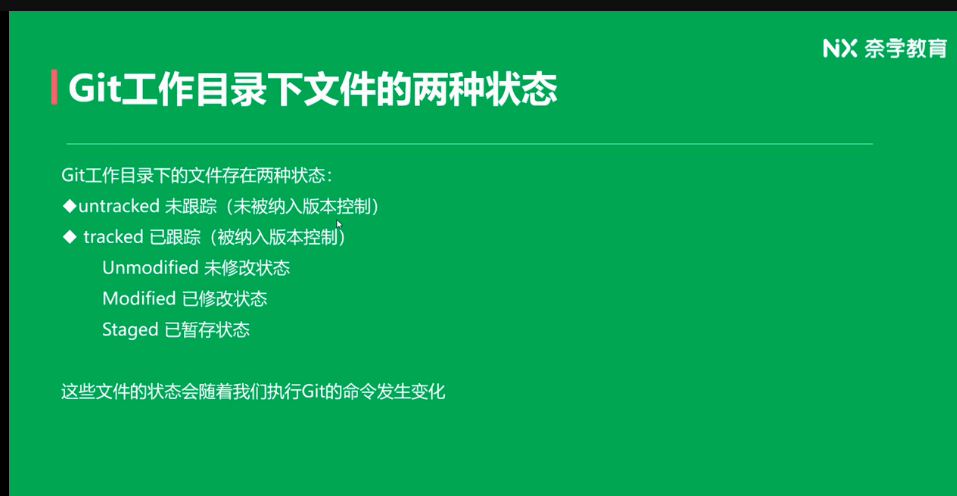 NiX 奈学教育
Git工作目录下文件的两种状态
Git工作目录下的文件存在两种状态：
◆untracked 未跟踪（未被纳入版本控制）
◆ tracked 已跟踪（被纳入版本控制）
Unmodified 未修改状态
Modified 已修改状态
Staged 已暂存状态
这些文件的状态会随着我们执行Git的命令发生变化